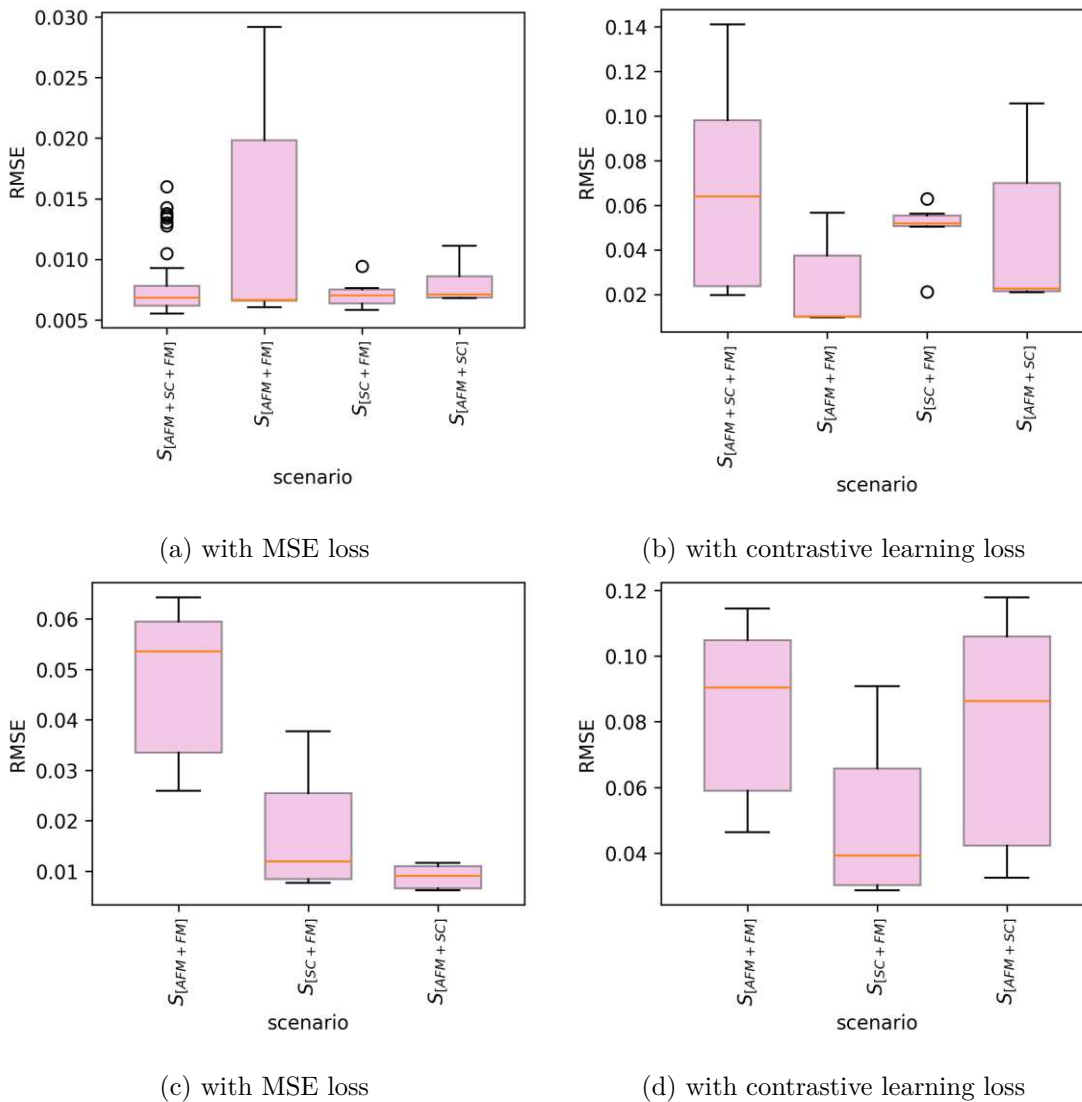 0.030
0.025
0.020
0.015
0.010
0.005
RMSE
S[AFM + SC + FM]
S[AFM + FM]
S[SC + FM]
S[AFM + SC]
scenario
(a) with MSE loss
0.14
0.12
0.10
0.08
0.06
0.04
0.02
RMSE
S[AFM + SC + FM]
S[AFM + FM]
S[SC + FM]
S[AFM + SC]
scenario
(b) with contrastive learning loss
0.06
0.05
0.04
0.03
0.02
0.01
RMSE
S[AFM + FM]
S[SC + FM]
S[AFM + SC]
scenario
(c) with MSE loss
0.12
0.10
0.08
0.06
0.04
RMSE
S[AFM + FM]
S[SC + FM]
S[AFM + SC]
scenario
(d) with contrastive learning loss